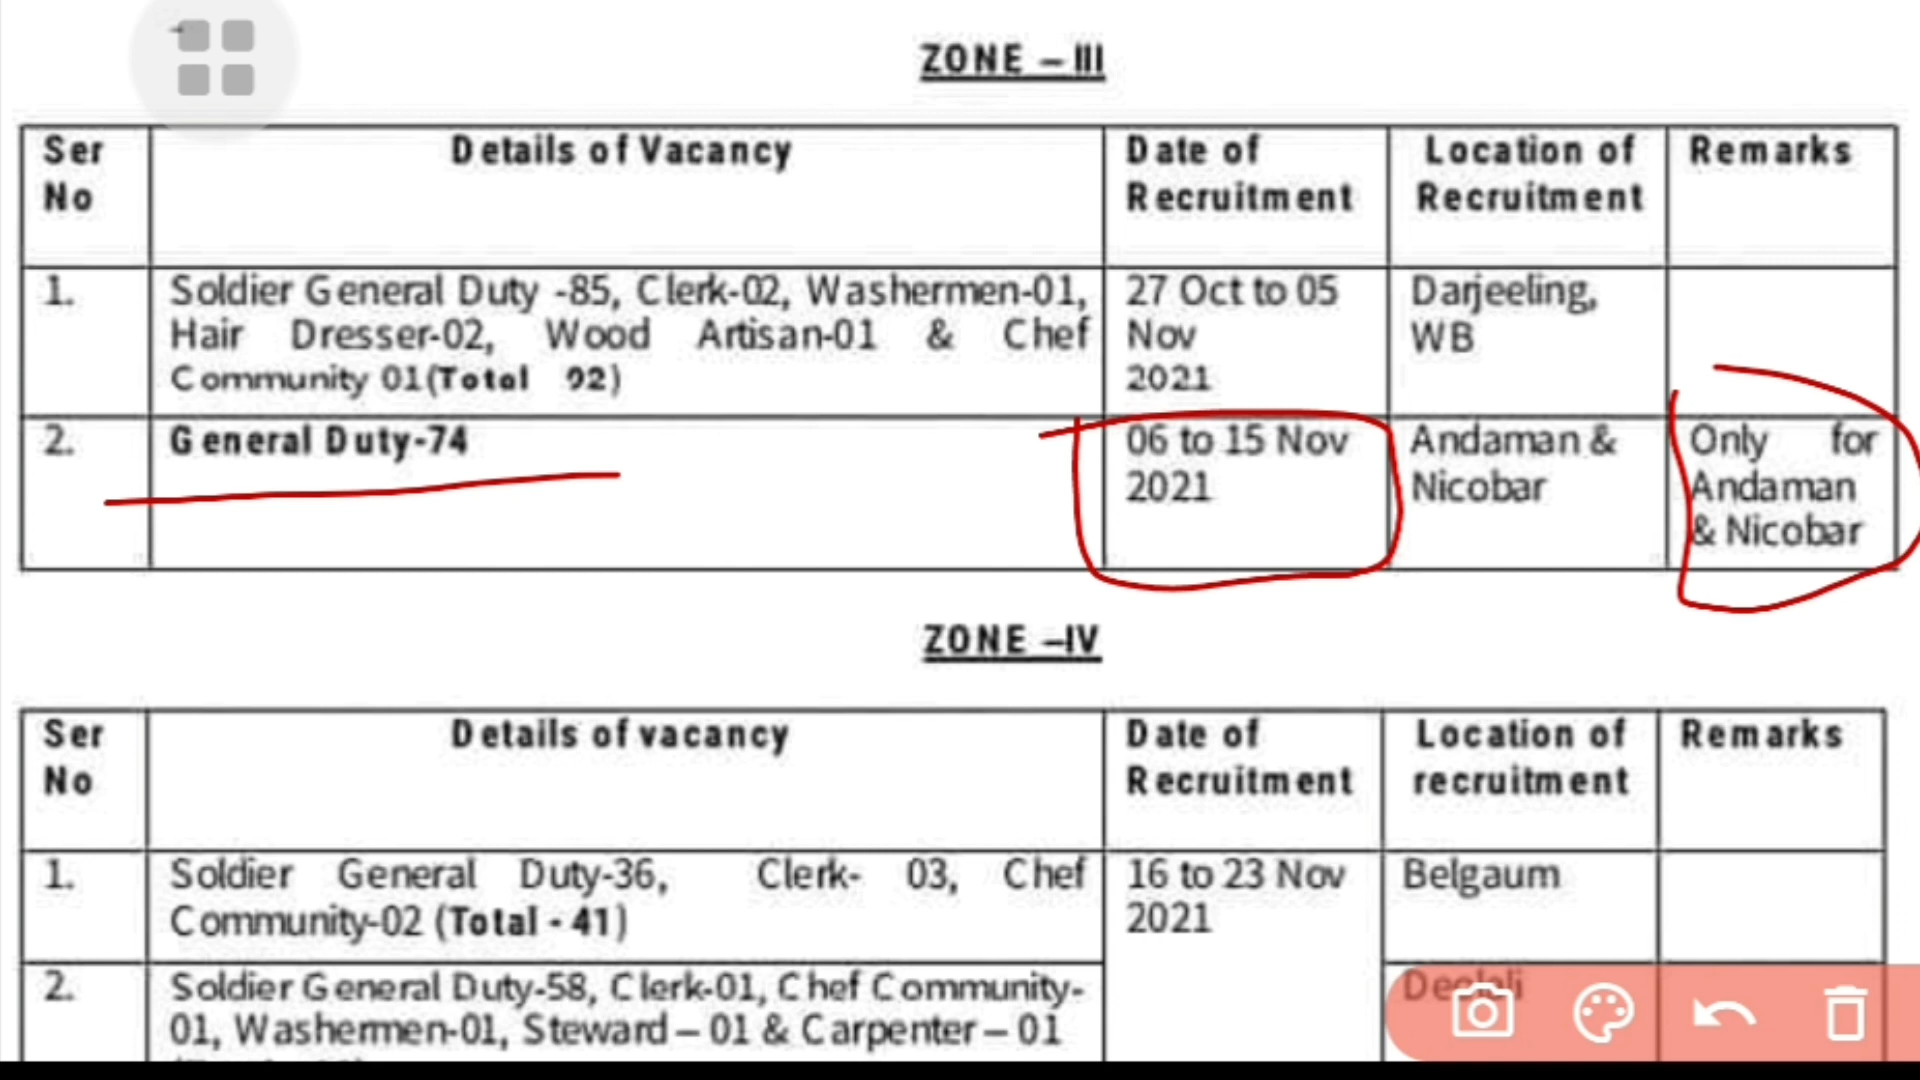 ZONE – III
Ser No
Details of Vacancy
Date of Recruitment
Location of Recruitment
Remarks
1.
Soldier General Duty -85, Clerk-02, Washermen-01,
Hair Dresser-02, Wood Artisan-01 & Chef
Community 01(Total 92)
27 Oct to 05
Nov
2021
Darjeeling,
WB
2.
General Duty-74
06 to 15 Nov
2021
Andaman &
Nicobar
Only for
Andaman
& Nicobar
ZONE –IV
Ser No
Details of vacancy
Date of Recruitment
Location of recruitment
Remarks
1.
Soldier General Duty-36, Clerk- 03, Chef
Community-02 (Total - 41)
16 to 23 Nov
2021
Belgaum
2.
Soldier General Duty-58, Clerk-01, Chef Community-
01, Washermen-01, Steward – 01 & Carpenter – 01
Deolali